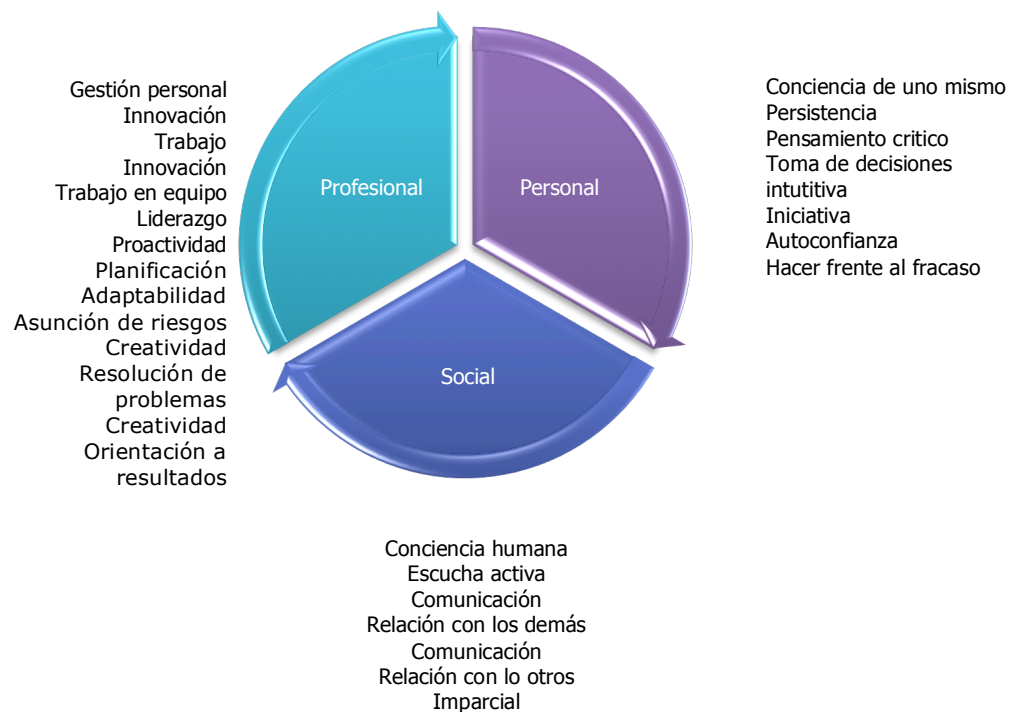 Gestión personal
Innovación
Trabajo
Innovación
Trabajo en equipo
Liderazgo
Proactividad
Planificación
Adaptabilidad
Asunción de riesgos
Creatividad
Resolución de
problemas
Creatividad
Orientación a
resultados
Profesional
Personal
Social
Conciencia de uno mismo
Persistencia
Pensamiento critico
Toma de decisiones
intutitiva
Iniciativa
Autoconfianza
Hacer frente al fracaso
Conciencia humana
Escucha activa
Comunicación
Relación con los demás
Comunicación
Relación con lo otros
Imparcial